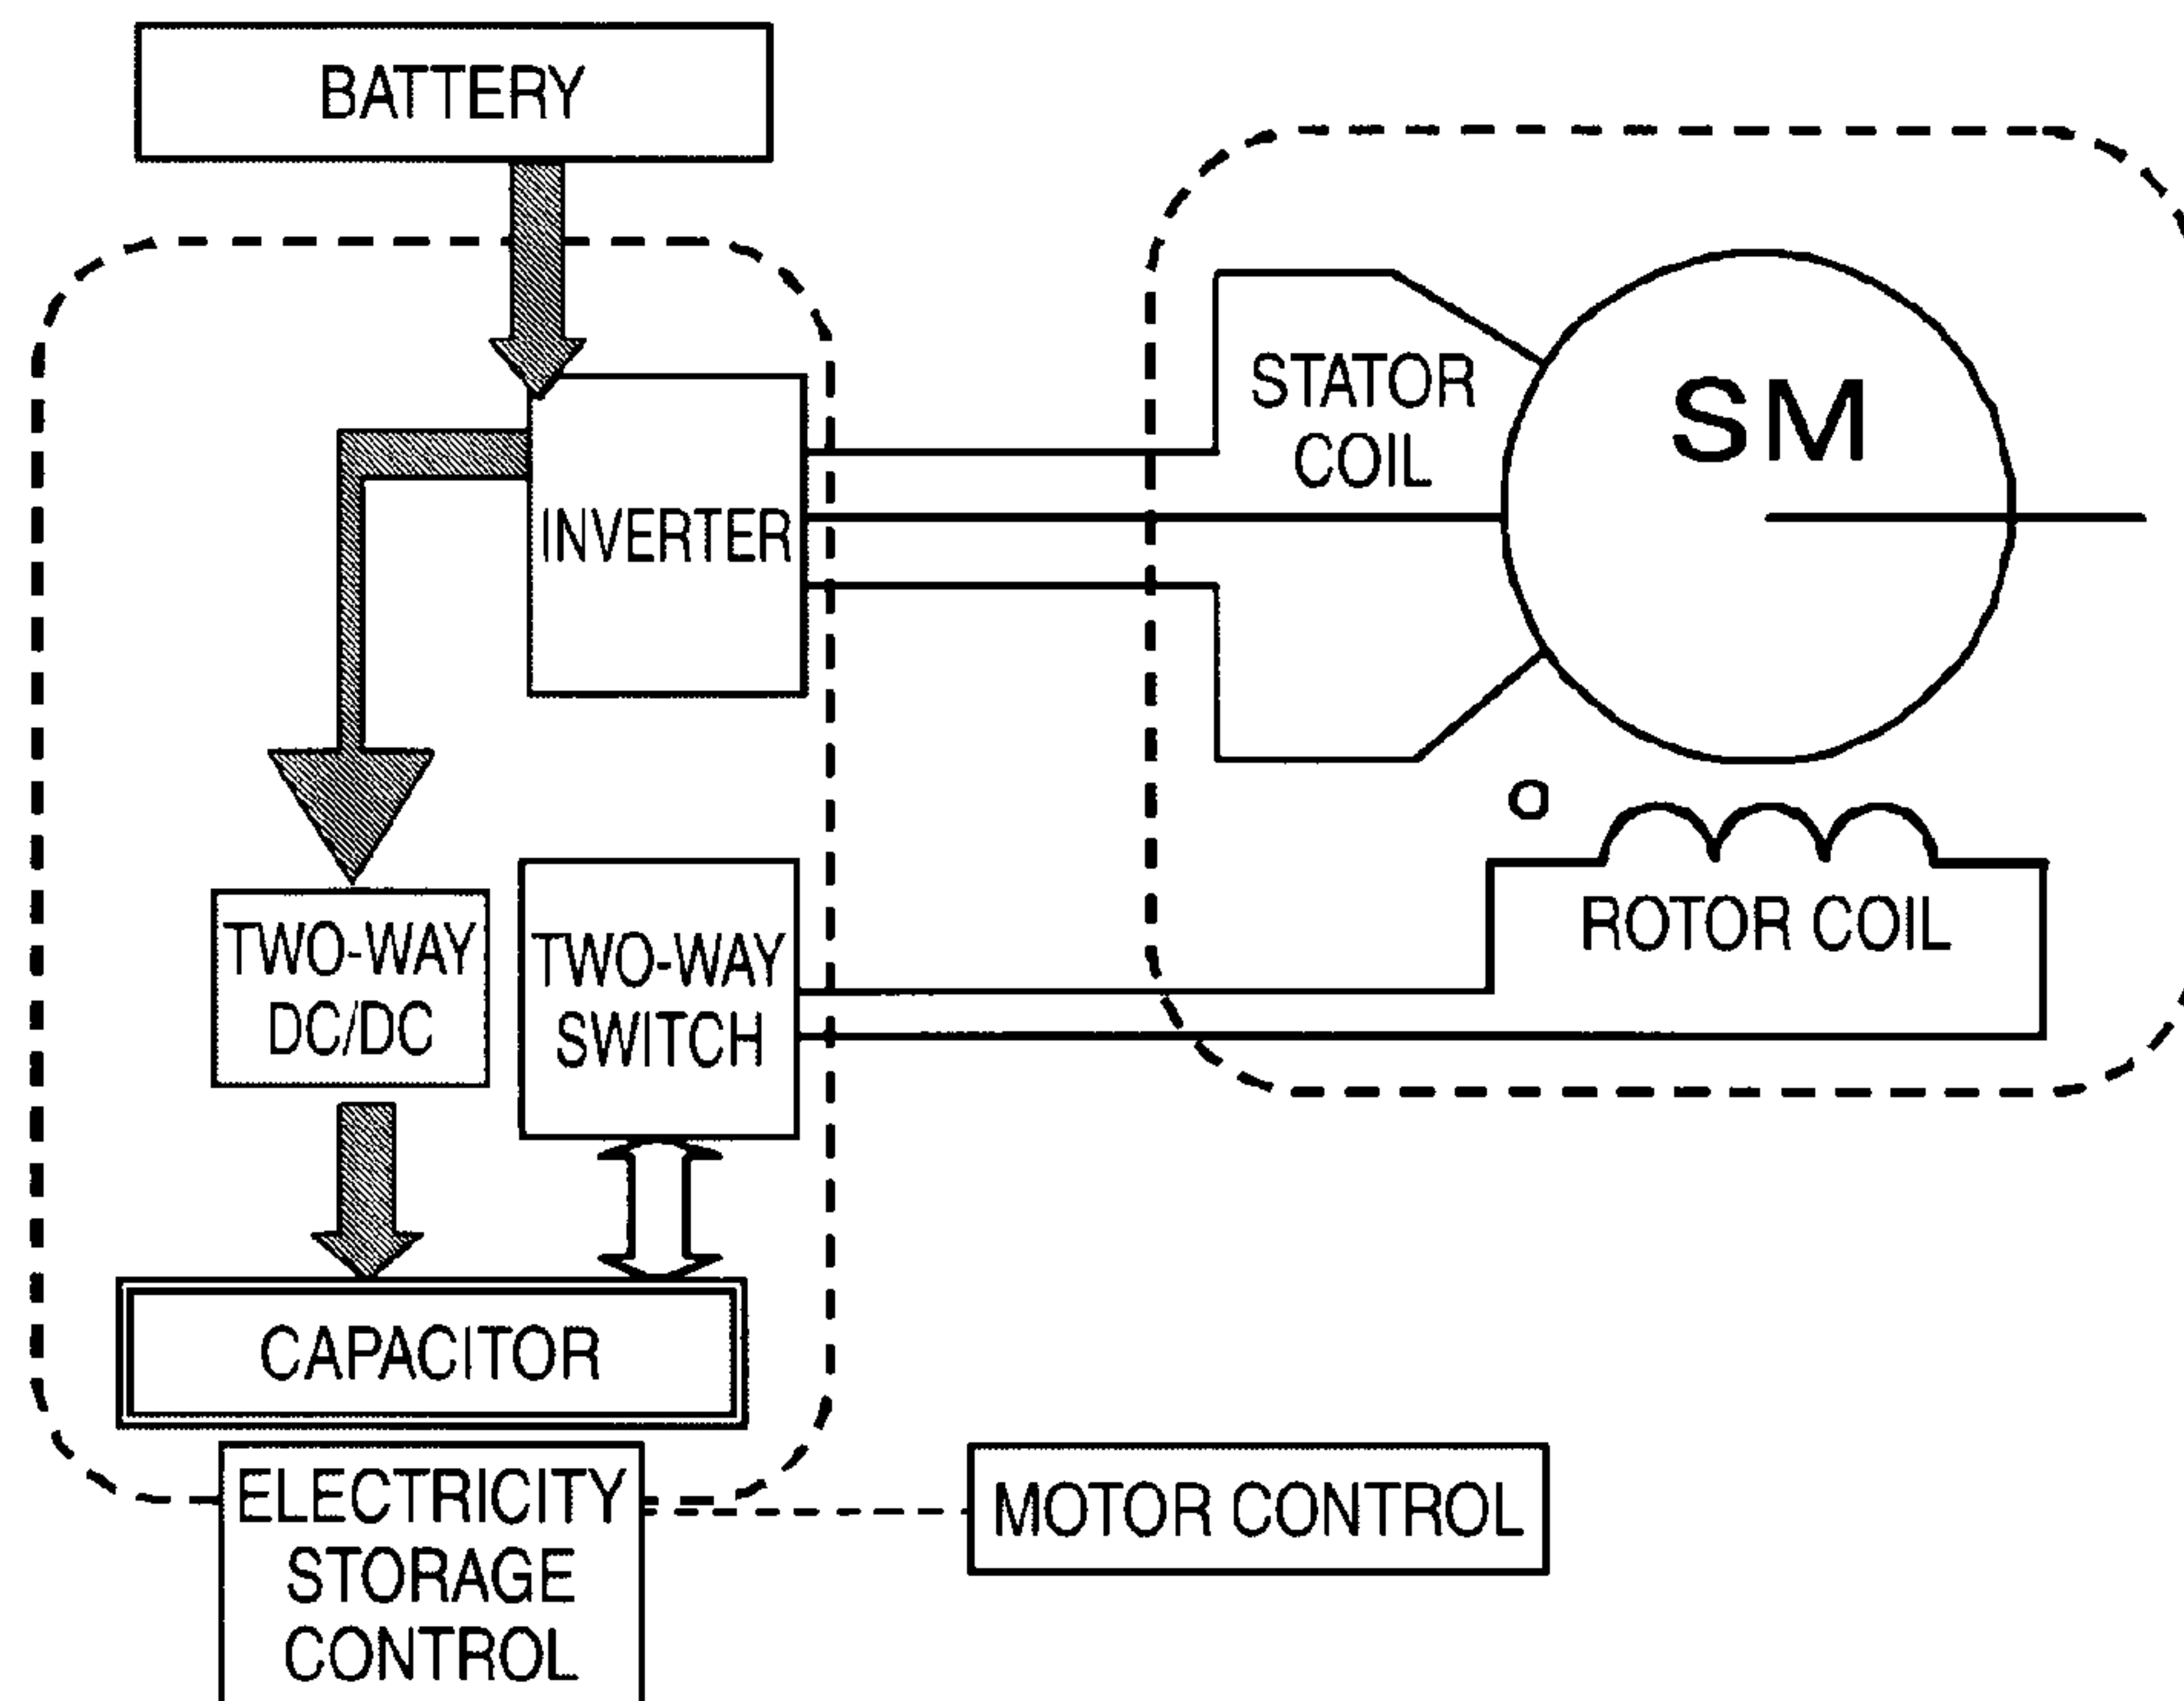 BATTERY
STATOR
COIL
SM
INVERTER
TWO-WAY
DC/DC
TWO-WAY
SWITCH
ROTOR COIL
CAPACITOR
ELECTRICITY
STORAGE
CONTROL
MOTOR CONTROL